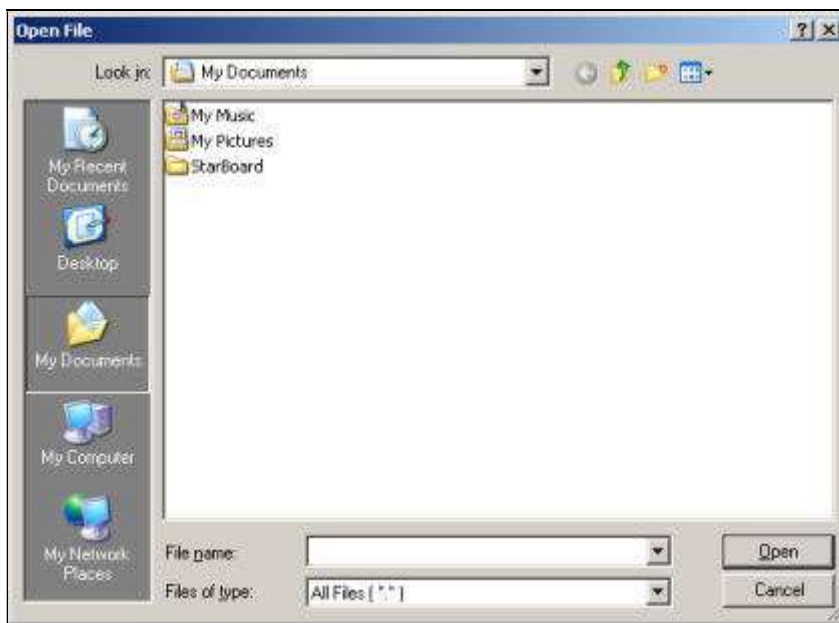 Open File
Look in:
My Documents
My Music
My Pictures
StarBoard
My Recent
Documents
Desktop
My Documents
My Computer
My Network
Places
File name:
Open
Files of type:
All Files ( *.* )
Cancel